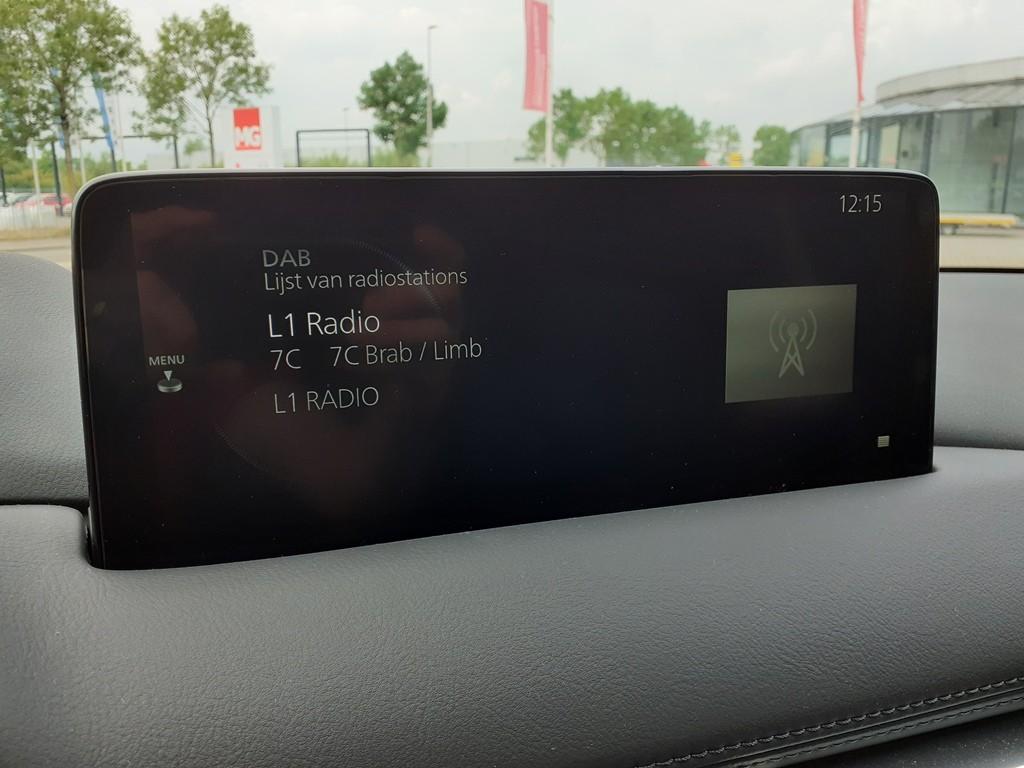 MG
12:15
DAB
Lijst van radiostations
L1 Radio
7C 7C Brab / Limb
MENU
L1 RADIO